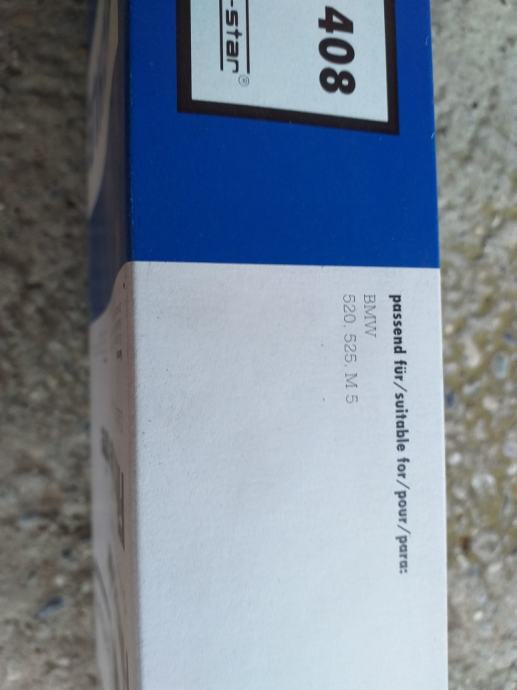 408
-star®
passend für/suitable for/pour/para:
BMW
520, 525, M 5